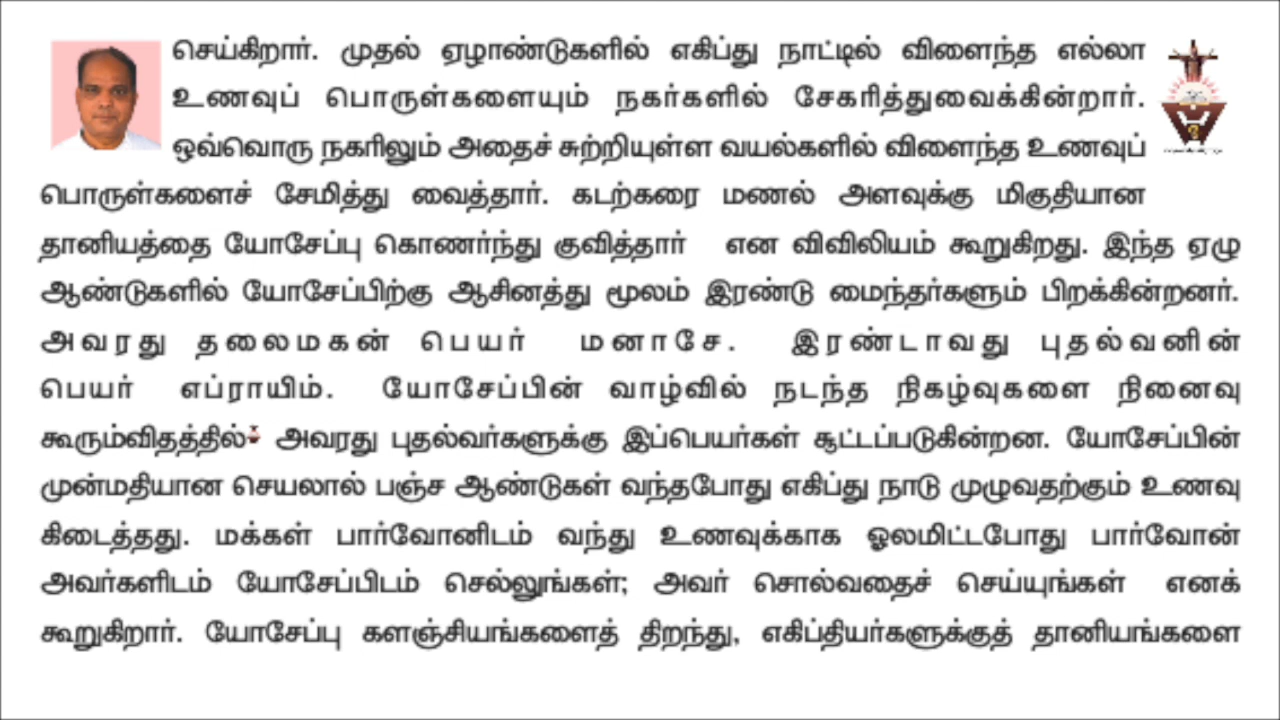 செய்கிறார். முதல் ஏழாண்டுகளில் எகிப்து நாட்டில் விளைந்த எல்லா
உணவுப் பொருள்களையும் நகர்களில் சேகரித்துவைக்கின்றார்.
ஒவ்வொரு நகரிலும் அதைச் சுற்றியுள்ள வயல்களில் விளைந்த உணவுப்
பொருள்களைச் சேமித்து வைத்தார். கடற்கரை மணல் அளவுக்கு மிகுதியான
தானியத்தை யோசேப்பு கொணர்ந்து குவித்தார் என விவிலியம் கூறுகிறது. இந்த ஏழு
ஆண்டுகளில் யோசேப்பிற்கு ஆசினத்து மூலம் இரண்டு மைந்தர்களும் பிறக்கின்றனர்.
அவரது தலைமகன் பெயர் மனாசே. இரண்டாவது புதல்வனின்
பெயர் எப்ராயிம். யோசேப்பின் வாழ்வில் நடந்த நிகழ்வுகளை நினைவு
கூரும்விதத்தில் அவரது புதல்வர்களுக்கு இப்பெயர்கள் சூட்டப்படுகின்றன. யோசேப்பின்
முன்மதியான செயலால் பஞ்ச ஆண்டுகள் வந்தபோது எகிப்து நாடு முழுவதற்கும் உணவு
கிடைத்தது. மக்கள் பார்வோனிடம் வந்து உணவுக்காக ஓலமிட்டபோது பார்வோன்
அவர்களிடம் யோசேப்பிடம் செல்லுங்கள்; அவர் சொல்வதைச் செய்யுங்கள் எனக்
கூறுகிறார். யோசேப்பு களஞ்சியங்களைத் திறந்து, எகிப்தியர்களுக்குத் தானியங்களை